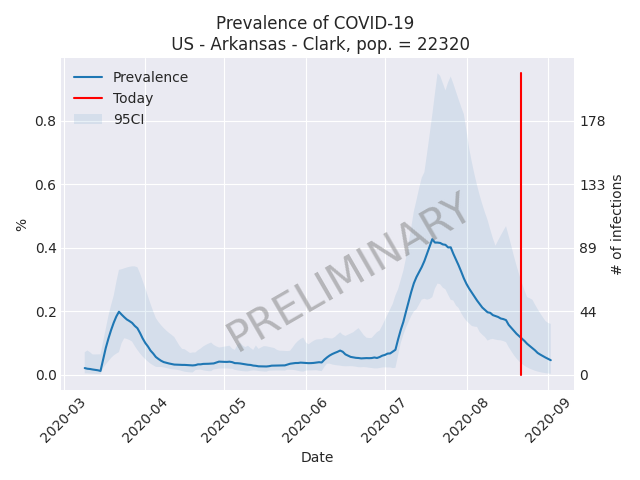 Prevalence of COVID-19
US - Arkansas - Clark, pop. = 22320
Prevalence
Today
95CI
PRELIMINARY
%
0.8
0.6
0.4
0.2
0.0
178
133
89
44
0
# of infections
2020-03
2020-04
2020-05
2020-06
2020-07
2020-08
2020-09
Date